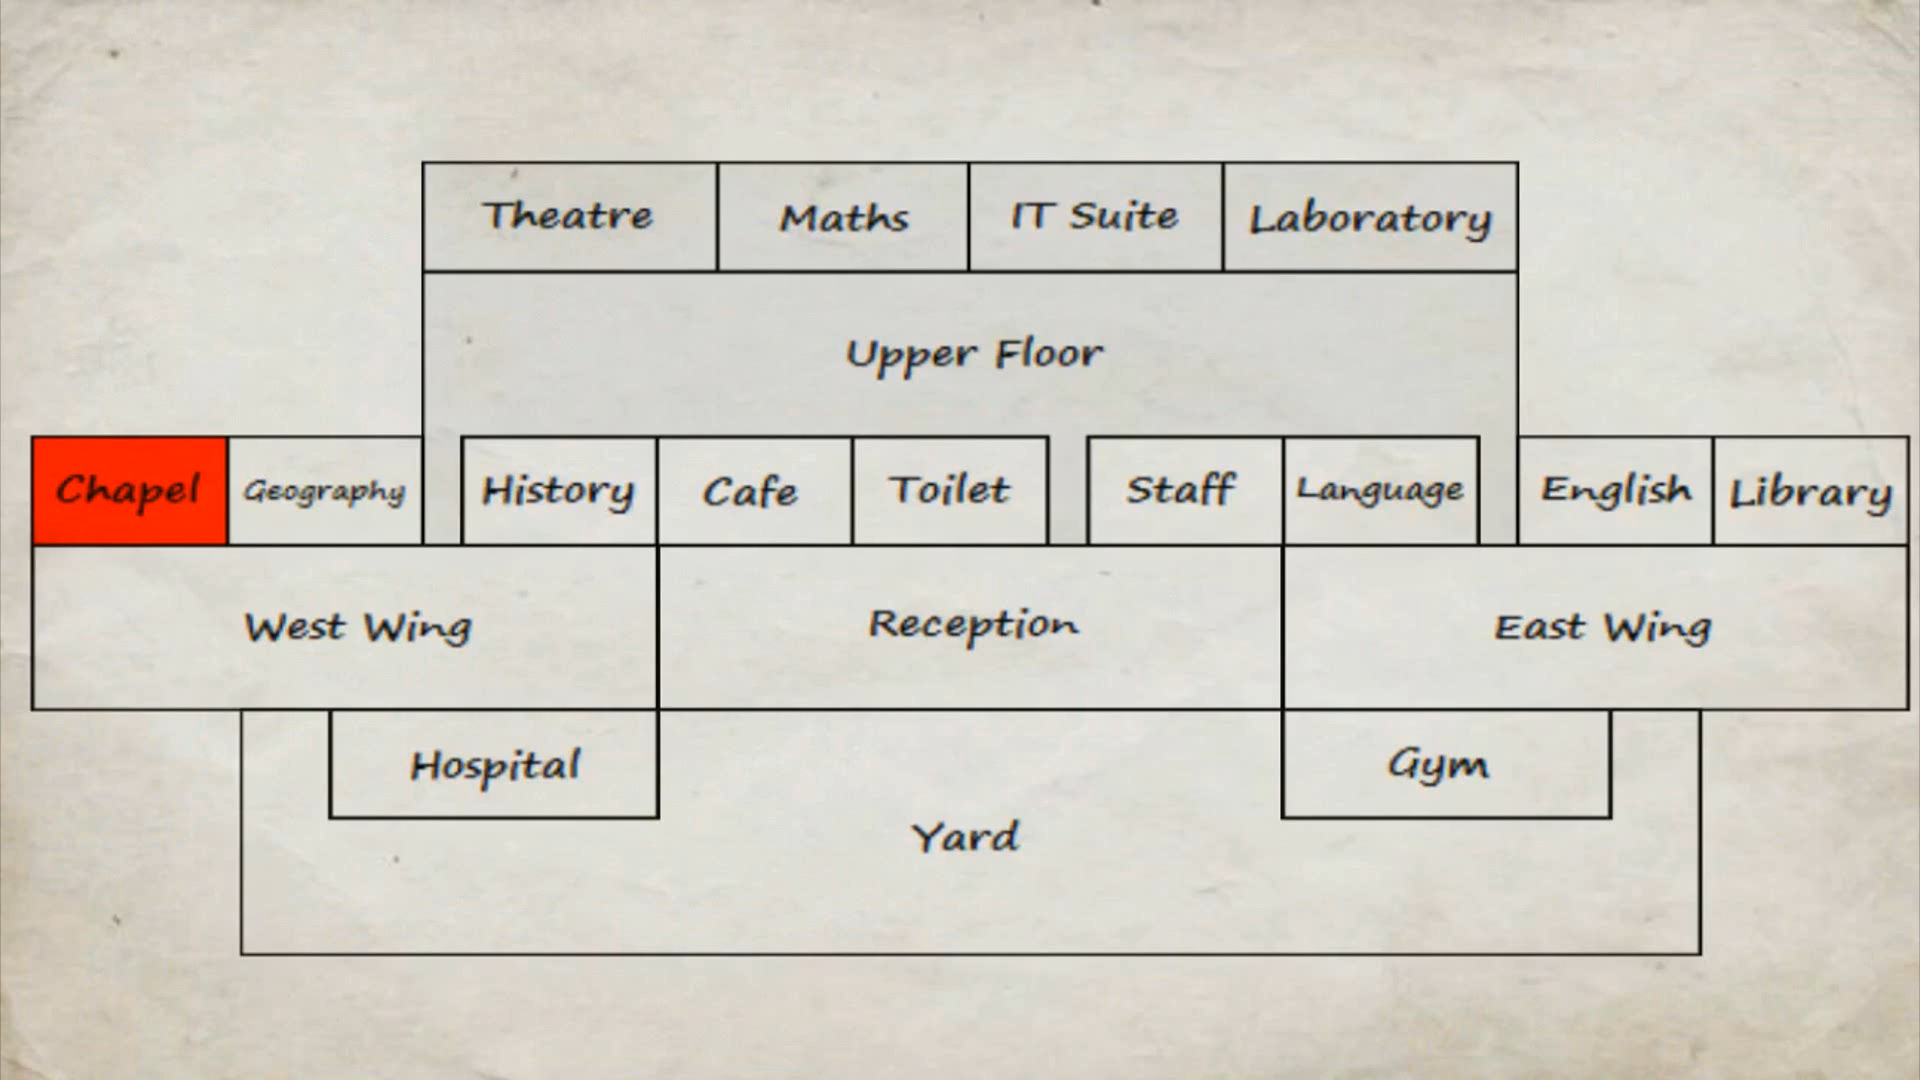 Theatre
Maths
IT Suite
Laboratory
Upper Floor
Chapel
Geography
History
Cafe
Toilet
Staff
Language
English
Library
West Wing
Reception
East Wing
Hospital
Gym
Yard